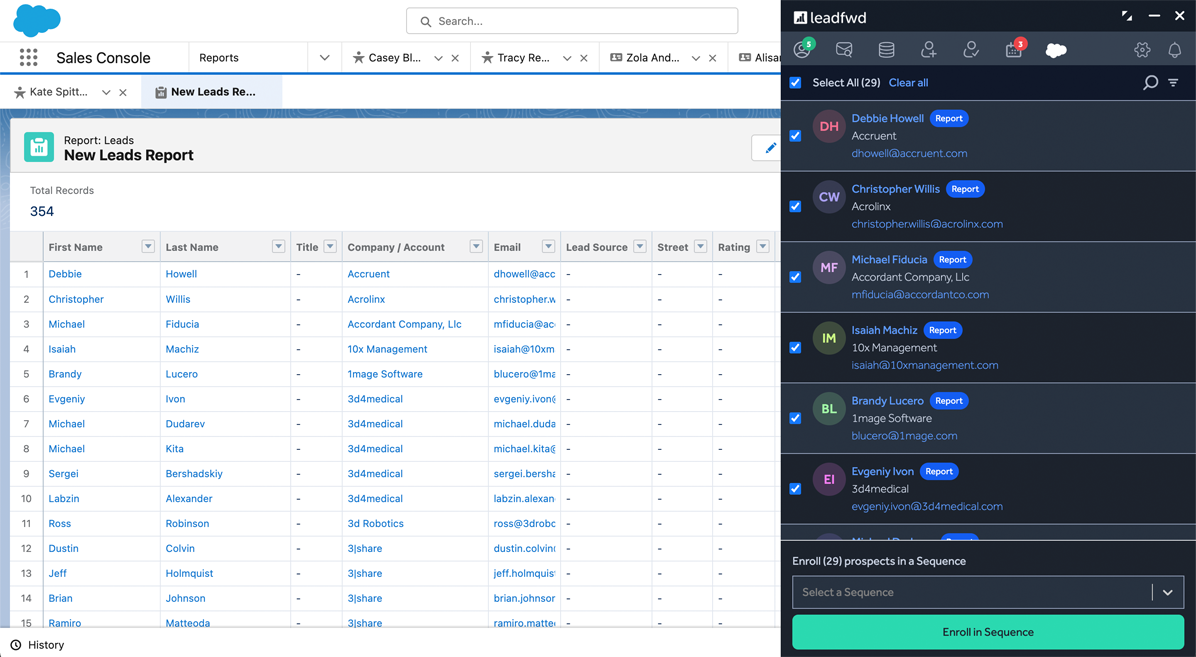 Search...
Sales Console
Reports
Casey Bl...
Tracy Re...
Zola And...
Alisan
Kate Spitt...
New Leads Re...
Report: Leads
New Leads Report
Total Records
354
First Name Last Name Title Company / Account Email Lead Source Street Rating
1 Debbie Howell - Accruent dhowell@acc - - -
2 Christopher Willis - Acrolinx christopher.w - - -
3 Michael Fiducia - Accordant Company, Llc mfiducia@ac - - -
4 Isaiah Machiz - 10x Management isaiah@10xm - - -
5 Brandy Lucero - 1mage Software blucero@1ma - - -
6 Evgeniy Ivon - 3d4medical evgeniy.ivon@ - - -
7 Michael Dudarev - 3d4medical michael.duda - - -
8 Michael Kita - 3d4medical michael.kita@ - - -
9 Sergei Bershadskiy - 3d4medical sergei.bersha - - -
10 Labzin Alexander - 3d4medical labzin.alexan - - -
11 Ross Robinson - 3d Robotics ross@3drobo - - -
12 Dustin Colvin - 3|share dustin.colvin - - -
13 Jeff Holmquist - 3|share jeff.holmquis - - -
14 Brian Johnson - 3|share brian.johnson - - -
15 Ramiro Matteoda - 3|share ramiro.matteo - - -
History
leadfwd
5
3
Select All (29) Clear all
DH
Debbie Howell Report
Accruent
dhowell@accruent.com
CW
Christopher Willis Report
Acrolinx
christopher.willis@acrolinx.com
MF
Michael Fiducia Report
Accordant Company, Llc
mfiducia@accordantco.com
IM
Isaiah Machiz Report
10x Management
isaiah@10xmanagement.com
BL
Brandy Lucero Report
1mage Software
blucero@1mage.com
EI
Evgeniy Ivon Report
3d4medical
evgeniy.ivon@3d4medical.com
Enroll (29) prospects in a Sequence
Select a Sequence
Enroll in Sequence